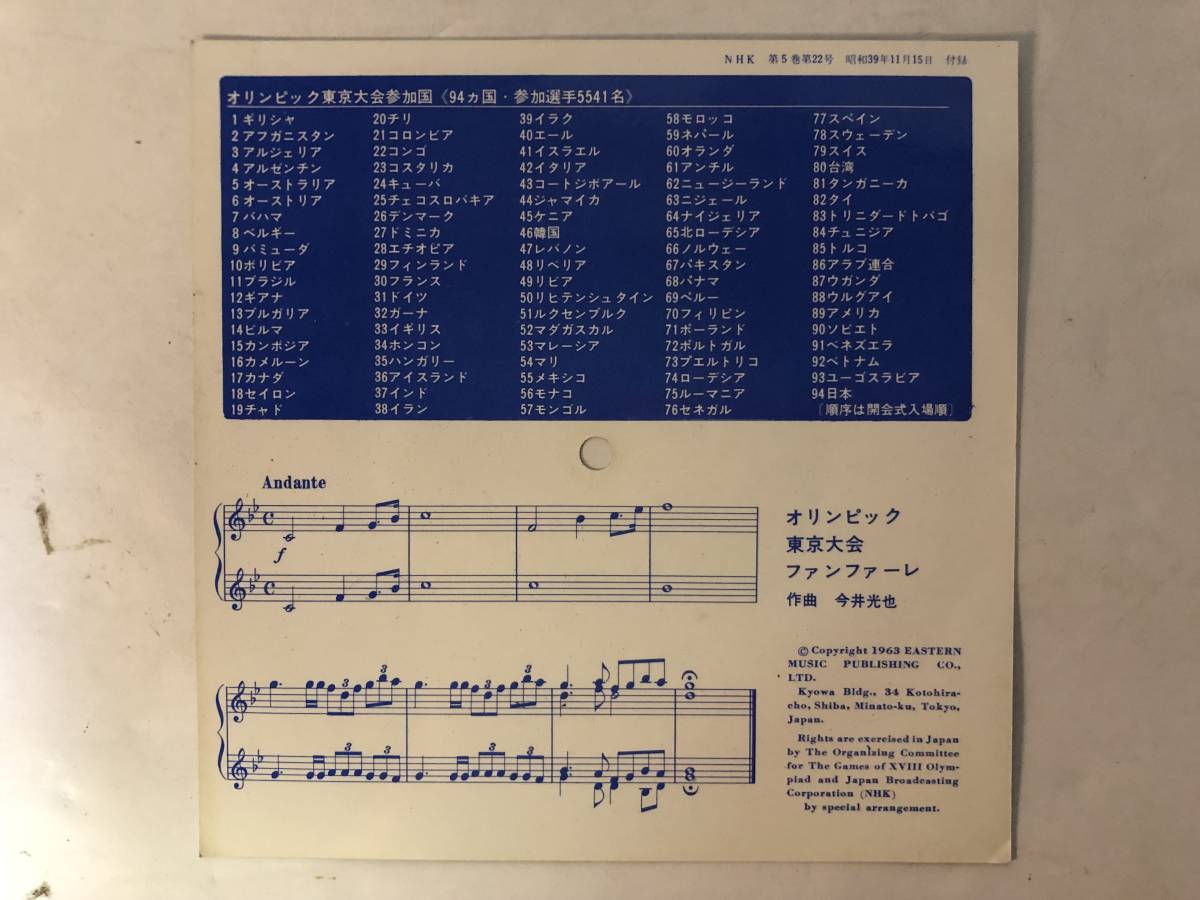 NHK 第5巻第22号 昭和39年11月15日 付録
オリンピック東京大会参加国《94ヵ国・参加選手5541名》
1ギリシャ
2アフガニスタン
3アルジェリア
4アルゼンチン
5オーストラリア
6オーストリア
7バハマ
8ベルギー
9バミューダ
10ボリビア
11ブラジル
12ギアナ
13ブルガリア
14ビルマ
15カンボジア
16カメルーン
17カナダ
18セイロン
19チャド
20チリ
21コロンビア
22コンゴ
23コスタリカ
24キューバ
25チェコスロバキア
26デンマーク
27ドミニカ
28エチオピア
29フィンランド
30フランス
31ドイツ
32ガーナ
33イギリス
34ホンコン
35ハンガリー
36アイスランド
37インド
38イラン
39イラク
40エール
41イスラエル
42イタリア
43コートジボアール
44ジャマイカ
45ケニア
46韓国
47レバノン
48リベリア
49リビア
50リヒテンシュタイン
51ルクセンブルク
52マダガスカル
53マレーシア
54マリ
55メキシコ
56モナコ
57モンゴル
58モロッコ
59ネパール
60オランダ
61アンチル
62ニュージーランド
63ニジェール
64ナイジェリア
65北ローデシア
66ノルウェー
67パキスタン
68パナマ
69ペルー
70フィリピン
71ポーランド
72ポルトガル
73プエルトリコ
74ローデシア
75ルーマニア
76セネガル
77スペイン
78スウェーデン
79スイス
80台湾
81タンガニーカ
82タイ
83トリニダードトバゴ
84チュニジア
85トルコ
86アラブ連合
87ウガンダ
88ウルグアイ
89アメリカ
90ソビエト
91ベネズエラ
92ベトナム
93ユーゴスラビア
94日本
〔順序は開会式入場順〕
Andante
f
3 3 3 3 3
3 3 3 3
オリンピック
東京大会
ファンファーレ
作曲 今井光也
© Copyright 1963 EASTERN
MUSIC PUBLISHING CO.,
LTD.
Kyowa Bldg., 34 Kotohira-
cho, Shiba, Minato-ku, Tokyo,
Japan.
Rights are exercised in Japan
by The Organizing Committee
for The Games of XVIII Olym-
piad and Japan Broadcasting
Corporation (NHK)
by special arrangement.